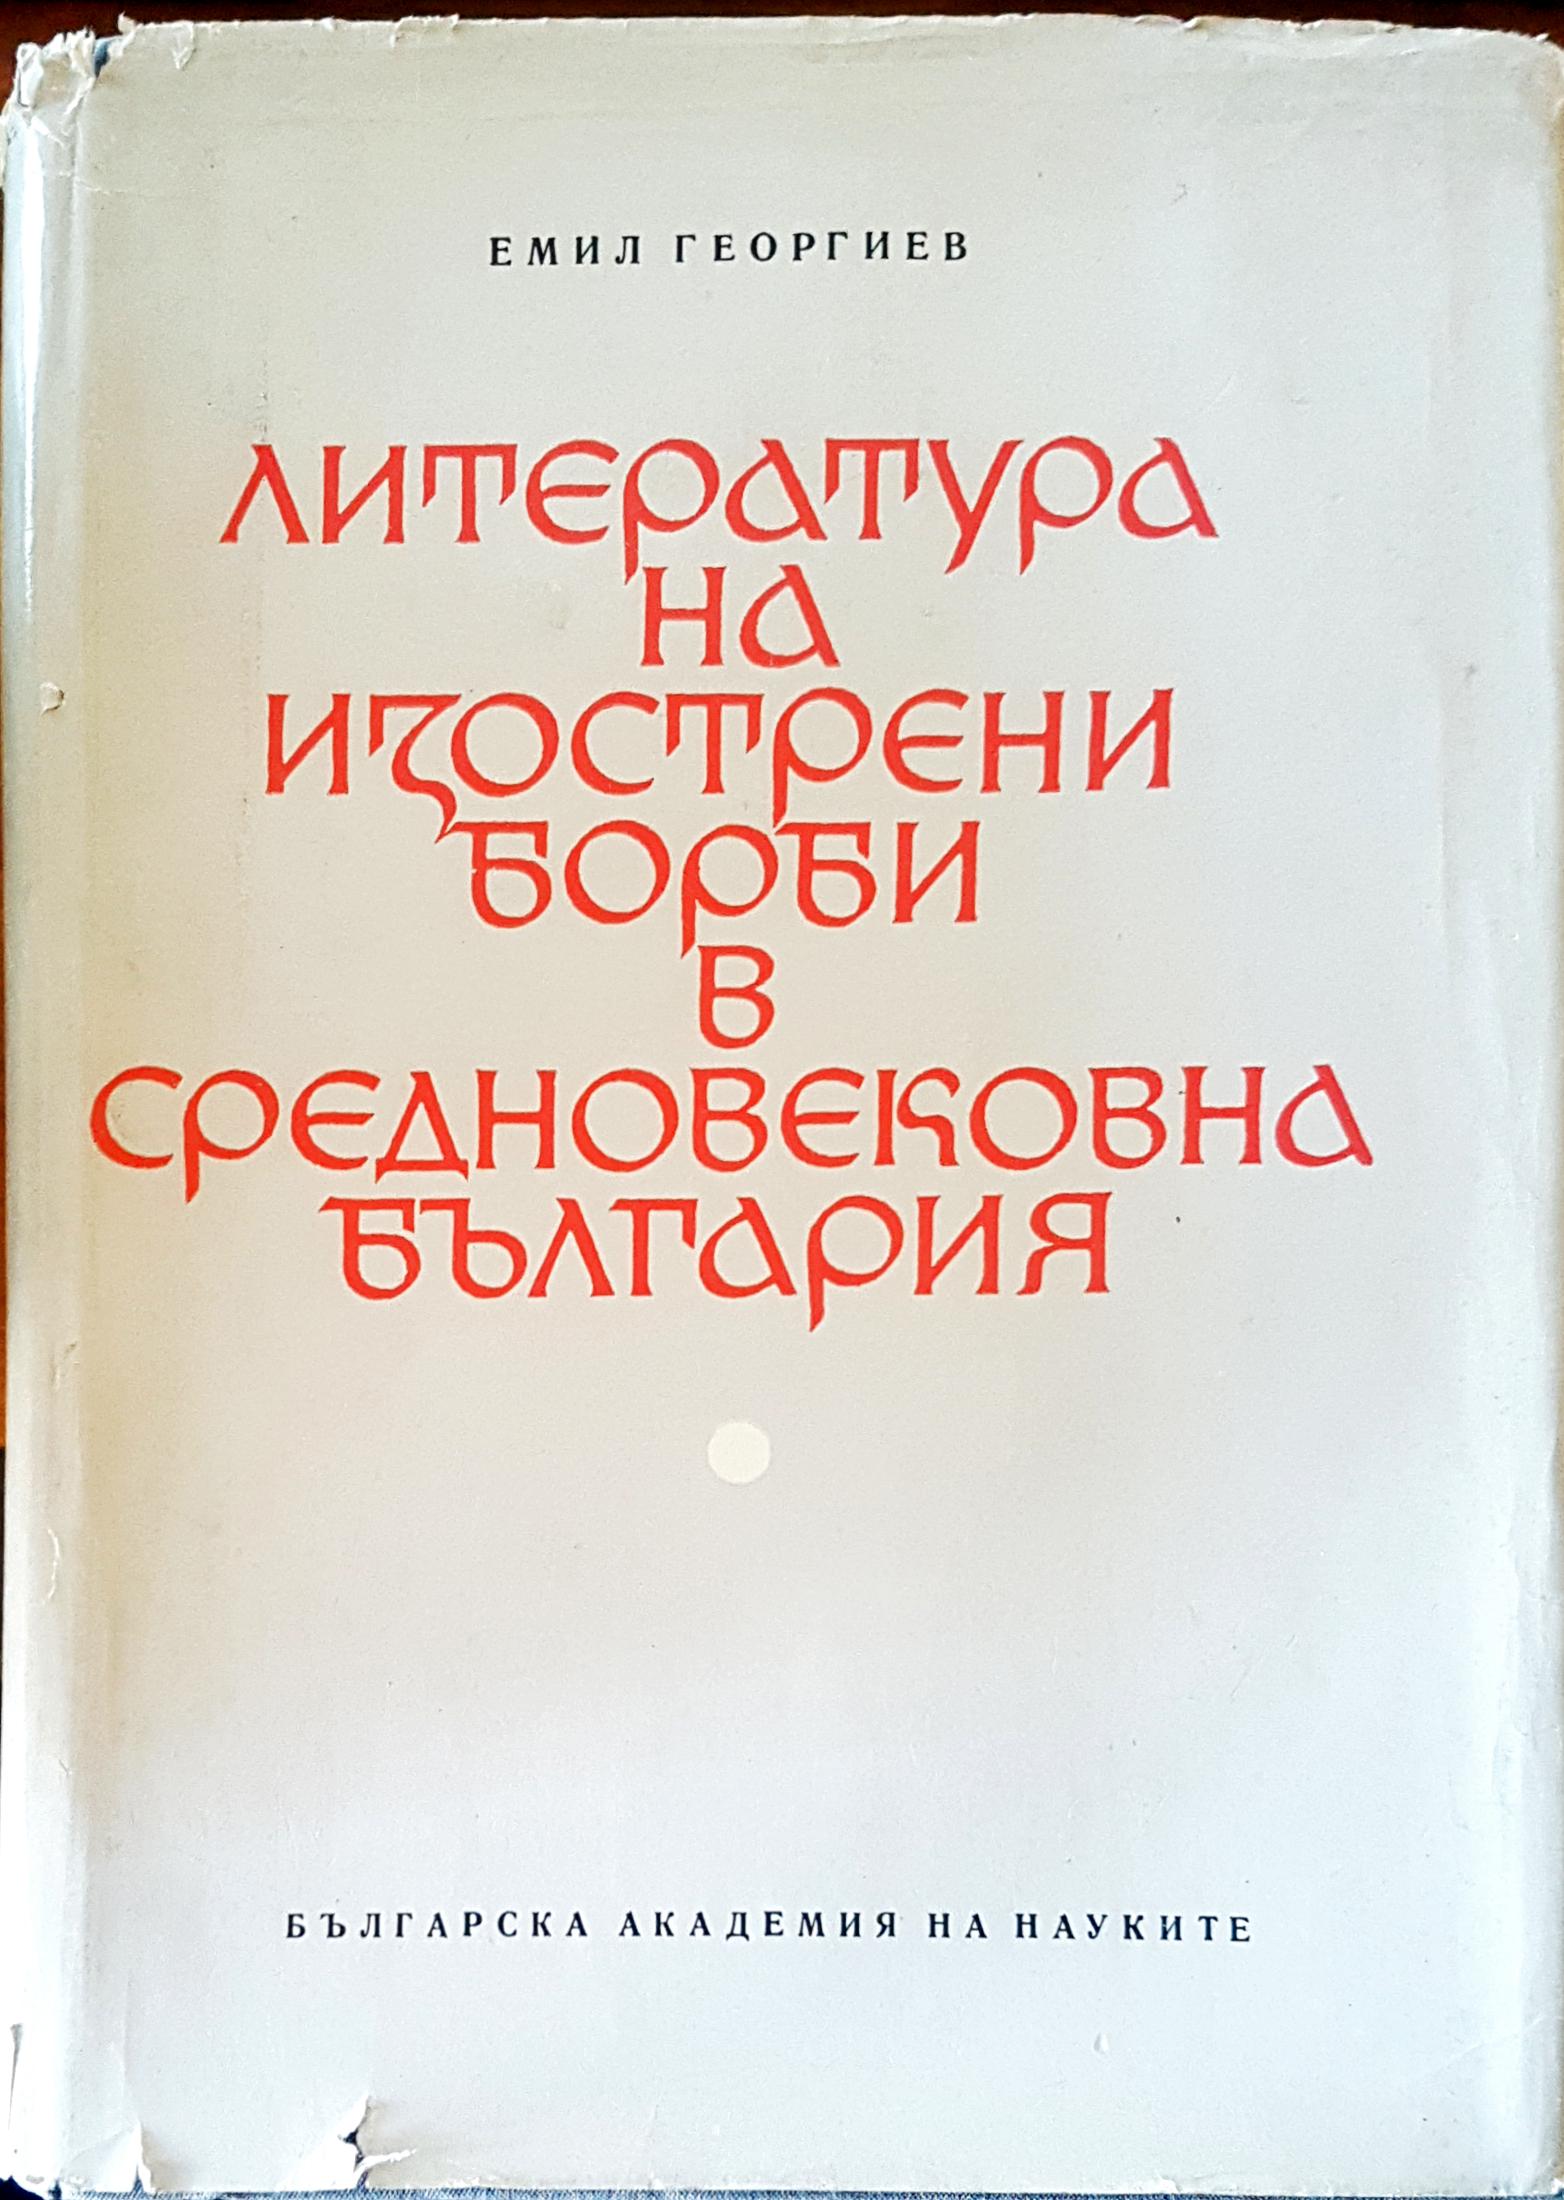 ЕМИЛ ГЕОРГИЕВ
ЛИТЕРАТУРА
НА
ИЗОСТРЕНИ
БОРБИ
В
СРЕДНОВЕКОВНА
БЪЛГАРИЯ
БЪЛГАРСКА АКАДЕМИЯ НА НАУКИТЕ